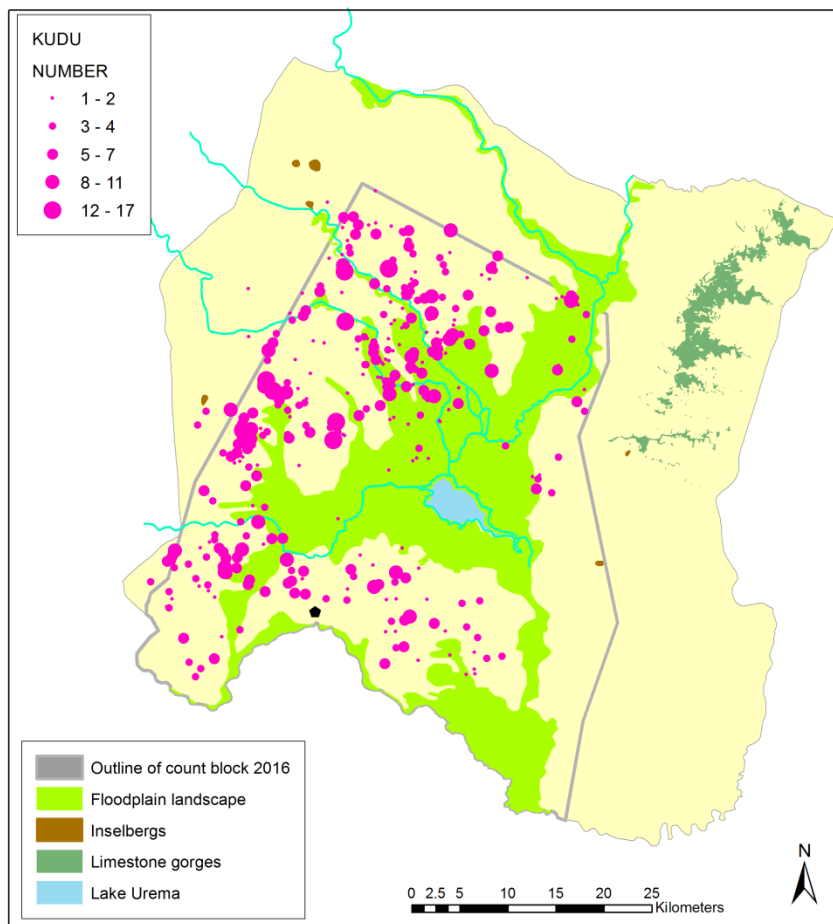 KUDU
NUMBER
1 - 2
3 - 4
5 - 7
8 - 11
12 - 17
Outline of count block 2016
Floodplain landscape
Inselbergs
Limestone gorges
Lake Urema
N
0 2.5 5 10 15 20 25
Kilometers